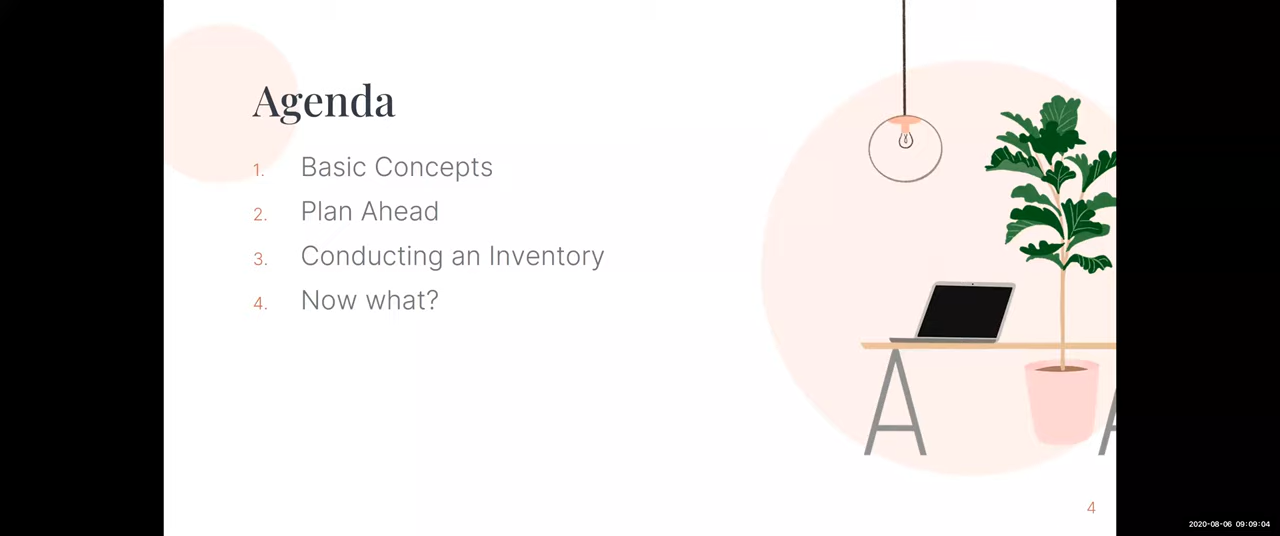 Agenda
1. Basic Concepts
2. Plan Ahead
3. Conducting an Inventory
4. Now what?
4
2020-08-06 09:09:04